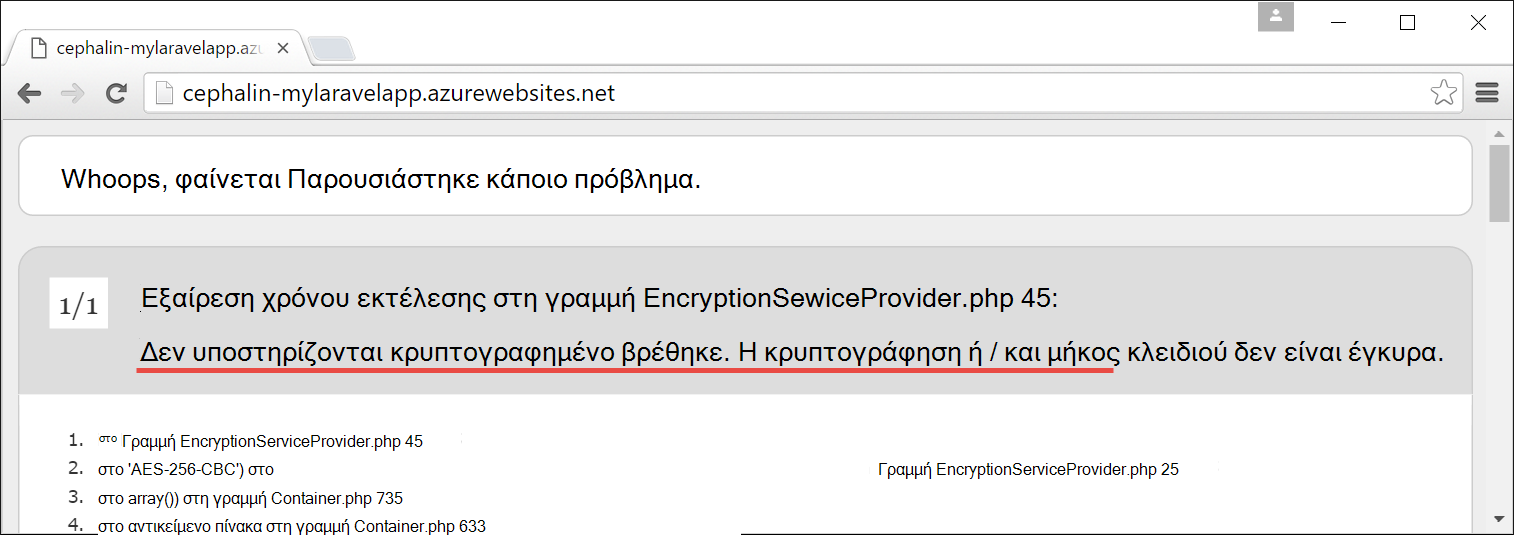 cephalin-mylaravelapp.azu
cephalin-mylaravelapp.azurewebsites.net
Whoops, φαίνεται Παρουσιάστηκε κάποιο πρόβλημα.
1/1
Εξαίρεση χρόνου εκτέλεσης στη γραμμή EncryptionSewiceProvider.php 45:
Δεν υποστηρίζονται κρυπτογραφημένο βρέθηκε. Η κρυπτογράφηση ή / και μήκος κλειδιού δεν είναι έγκυρα.
1. στο Γραμμή EncryptionServiceProvider.php 45
2. στο 'AES-256-CBC') στο Γραμμή EncryptionServiceProvider.php 25
3. στο array()) στη γραμμή Container.php 735
4. στο αντικείμενο πίνακα στη γραμμή Container.php 633